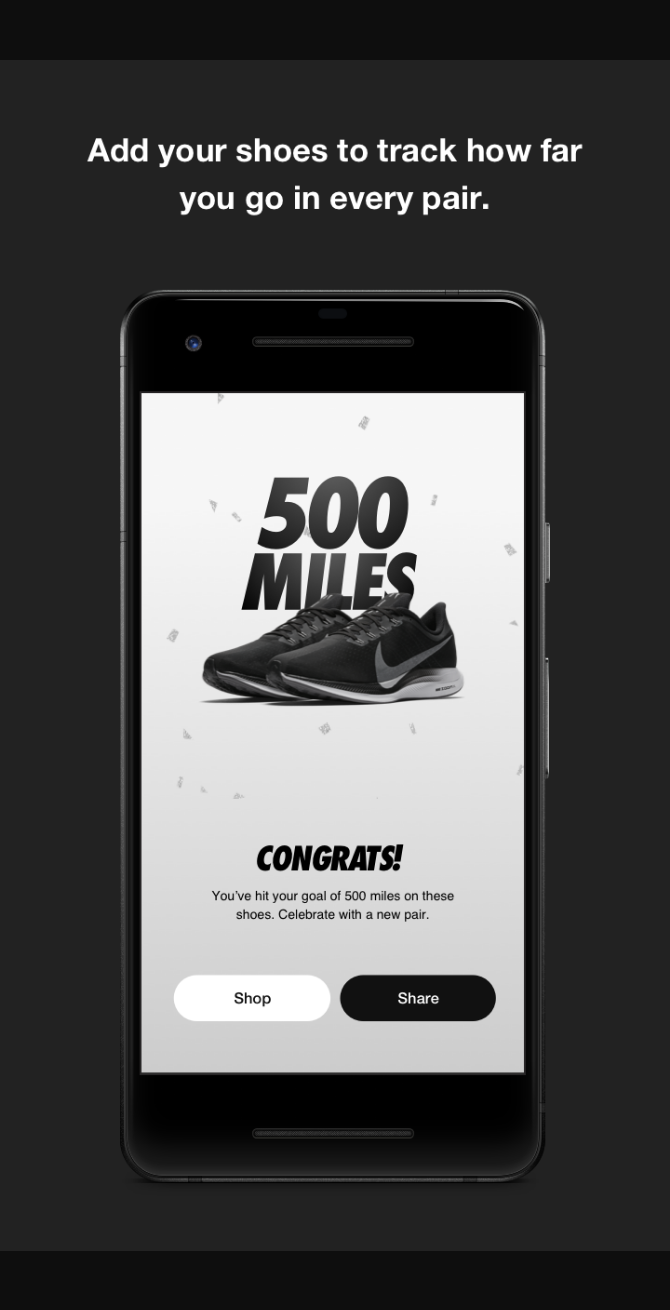 Add your shoes to track how far
you go in every pair.
500
MILES
CONGRATS!
You've hit your goal of 500 miles on these
shoes. Celebrate with a new pair.
Shop
Share